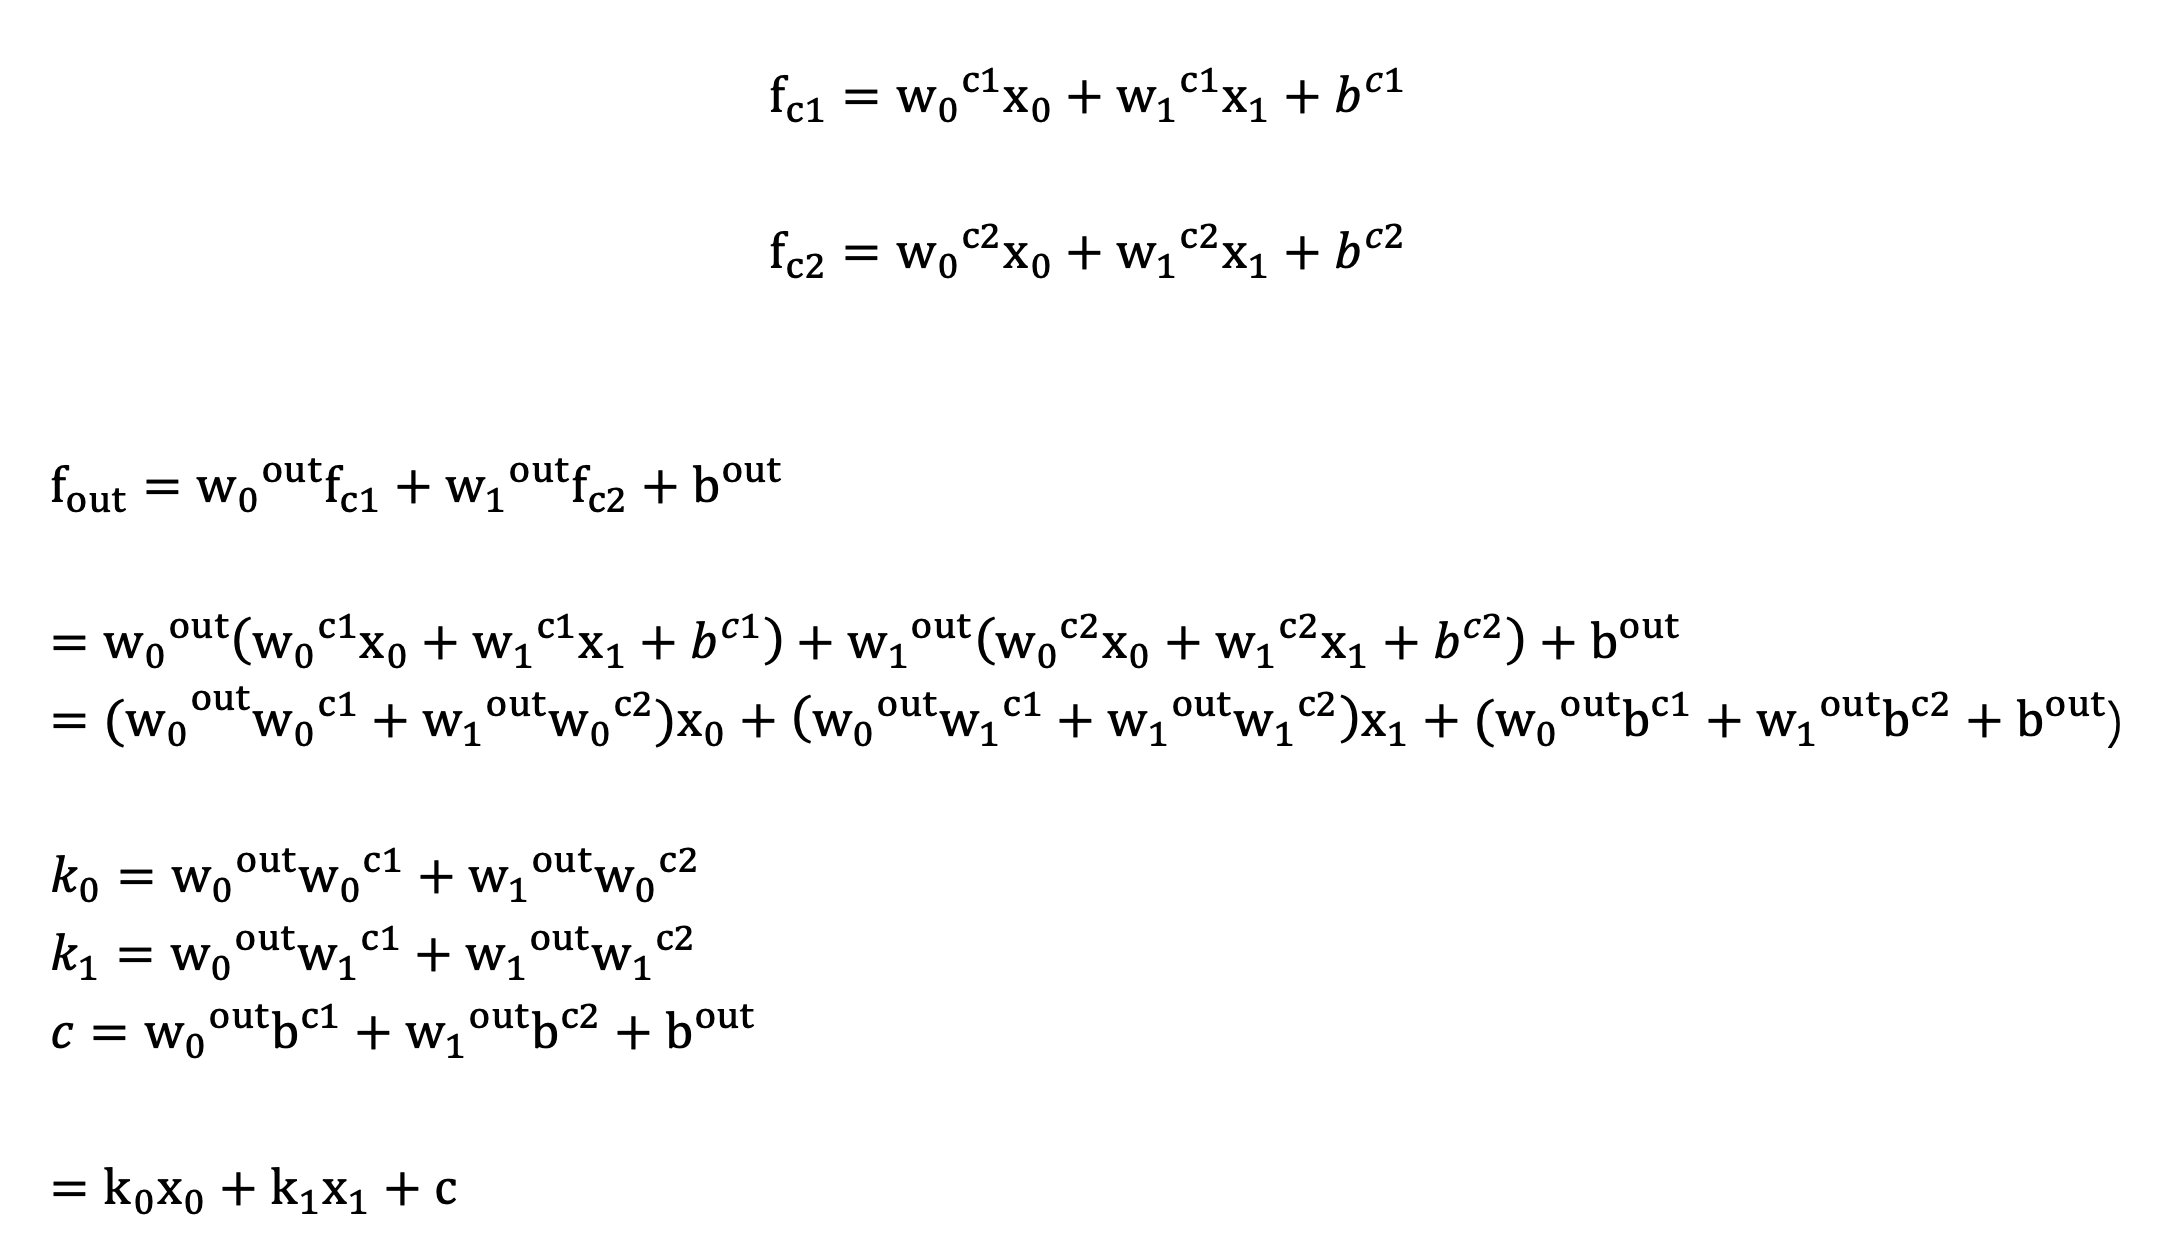 f_c1 = w_0^c1 x_0 + w_1^c1 x_1 + b^c1
f_c2 = w_0^c2 x_0 + w_1^c2 x_1 + b^c2
f_out = w_0^out f_c1 + w_1^out f_c2 + b^out
= w_0^out (w_0^c1 x_0 + w_1^c1 x_1 + b^c1) + w_1^out (w_0^c2 x_0 + w_1^c2 x_1 + b^c2) + b^out
= (w_0^out w_0^c1 + w_1^out w_0^c2)x_0 + (w_0^out w_1^c1 + w_1^out w_1^c2)x_1 + (w_0^out b^c1 + w_1^out b^c2 + b^out)
k_0 = w_0^out w_0^c1 + w_1^out w_0^c2
k_1 = w_0^out w_1^c1 + w_1^out w_1^c2
c = w_0^out b^c1 + w_1^out b^c2 + b^out
= k_0 x_0 + k_1 x_1 + c